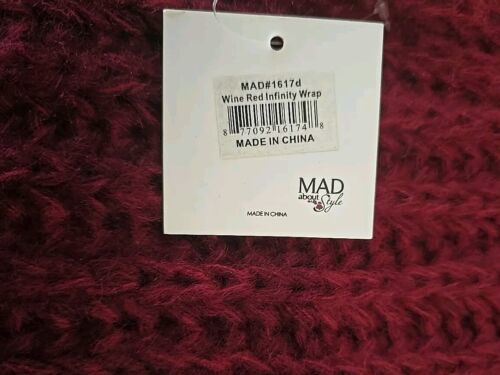 MAD#1617d
Wine Red Infinity Wrap
8 77092 16174 8
MADE IN CHINA
MAD
about
Style
MADE IN CHINA